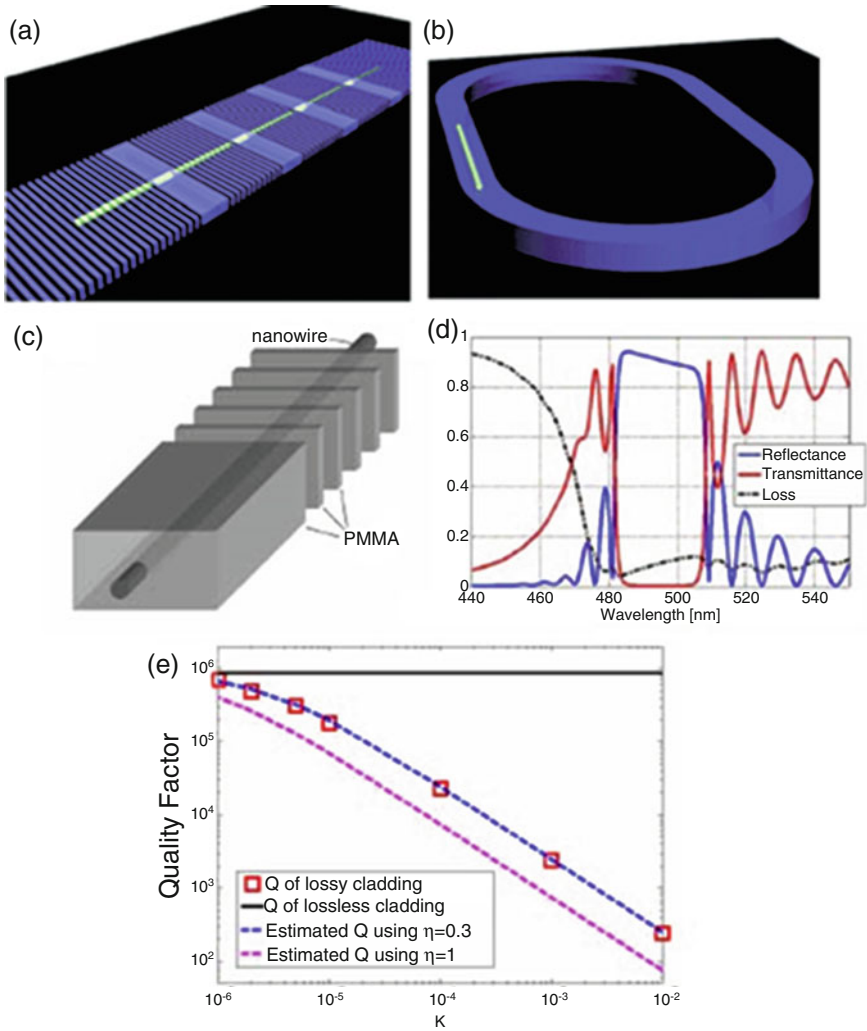 (a)
(b)
(c)
nanowire
PMMA
(d)
1
0.8
0.6
0.4
0.2
0
440
460
480
500
520
540
Wavelength [nm]
Reflectance
Transmittance
Loss
(e)
Quality Factor
10^6
10^5
10^4
10^3
10^2
10^-6
10^-5
10^-4
10^-3
10^-2
K
Q of lossy cladding
Q of lossless cladding
Estimated Q using η=0.3
Estimated Q using η=1